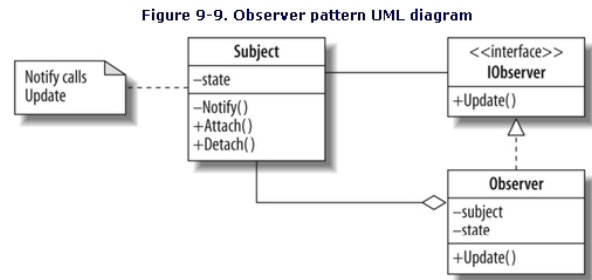 Figure 9-9. Observer pattern UML diagram
Notify calls
Update
Subject
–state
–Notify()
+Attach()
+Detach()
<<interface>>
IObserver
+Update()
Observer
–subject
–state
+Update()